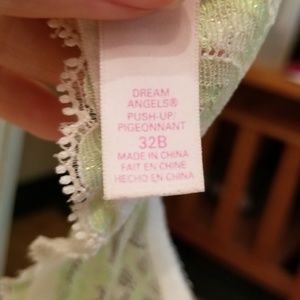 DREAM
ANGELS®
PUSH-UP/
PIGEONNANT
32B
MADE IN CHINA
FAIT EN CHINE
HECHO EN CHINA